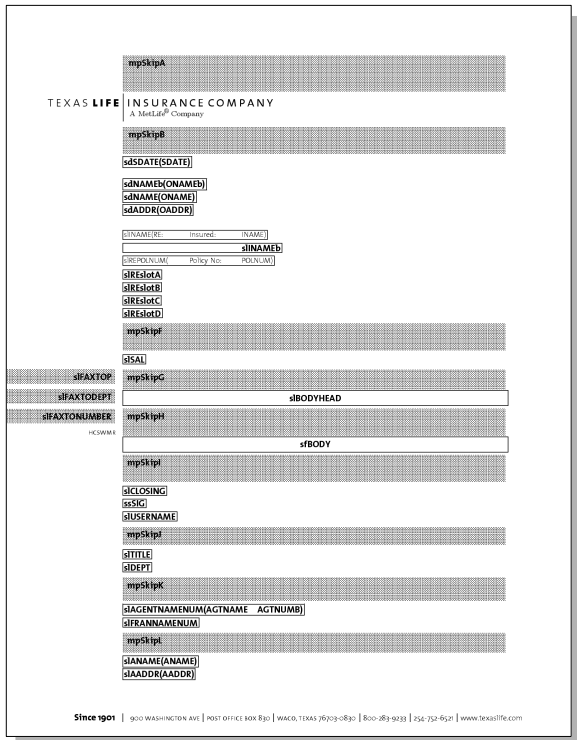 mpSkipA
TEXAS LIFE | INSURANCE COMPANY
A MetLife® Company
mpSkipB
sdSDATE(SDATE)
sdNAMEb(ONAMEb)
sdNAME(ONAME)
sdADDR(OADDR)
slINAME(RE: Insured: INAME)
slINAMEb
slREPOLNUM( Policy No: POLNUM)
slREslotA
slREslotB
slREslotC
slREslotD
mpSkipF
slSAL
slFAXTOP mpSkipG
slFAXTODEPT slBODYHEAD
slFAXTONUMBER mpSkipH
HCSWMB
sfBODY
mpSkipI
slCLOSING
ssSIG
slUSERNAME
mpSkipJ
slTITLE
slDEPT
mpSkipK
slAGENTNAMENUM(AGTNAME AGTNUMB)
slFRANNAMENUM
mpSkipL
slANAME(ANAME)
slAADDR(AADDR)
Since 1901 | 900 WASHINGTON AVE | POST OFFICE BOX 830 | WACO, TEXAS 76703-0830 | 800-283-9233 | 254-752-6521 | www.texaslife.com